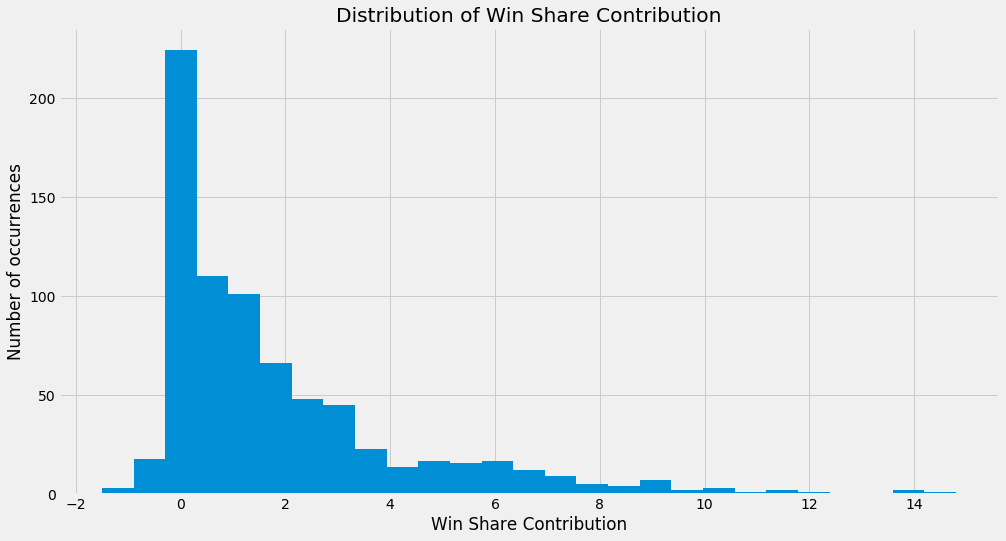 Distribution of Win Share Contribution
Number of occurrences
200
150
100
50
0
−2 0 2 4 6 8 10 12 14
Win Share Contribution